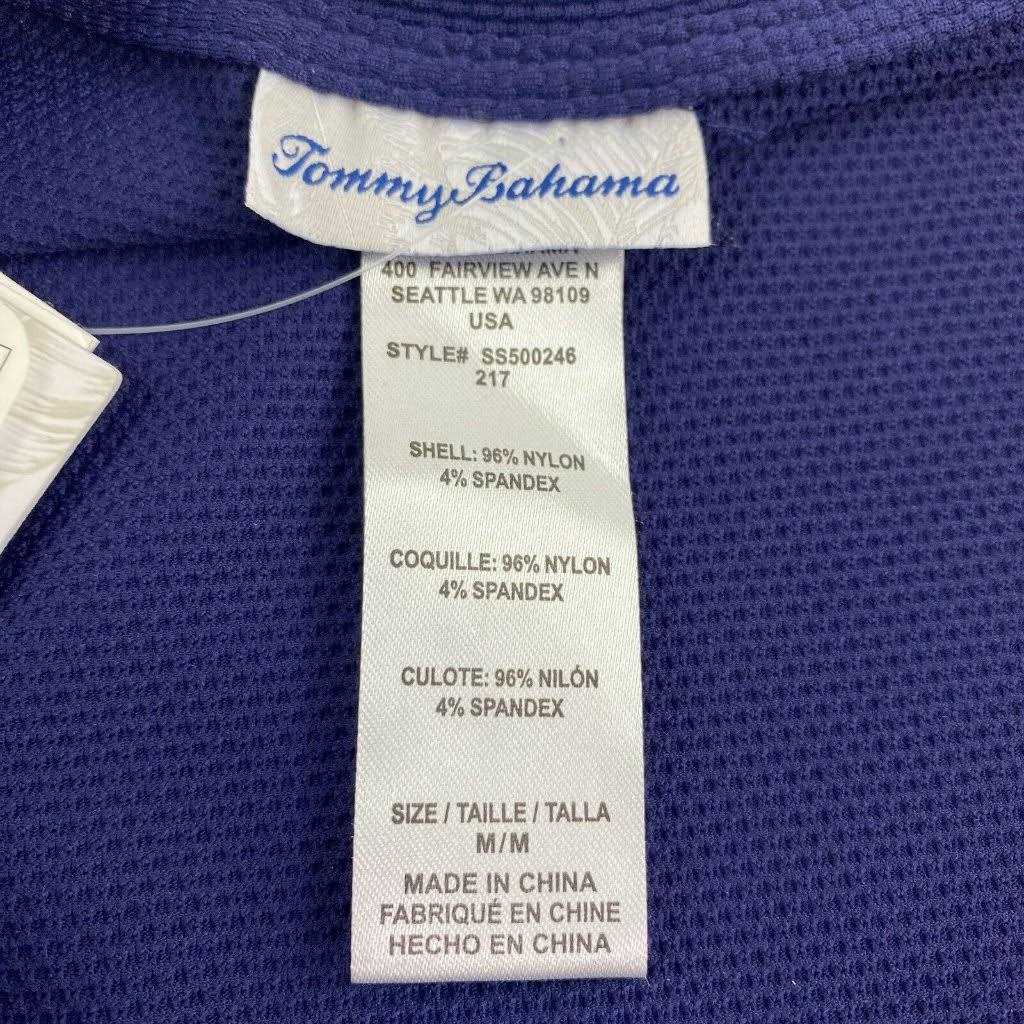 Tommy Bahama
400 FAIRVIEW AVE N
SEATTLE WA 98109
USA
STYLE# SS500246
217
SHELL: 96% NYLON
4% SPANDEX
COQUILLE: 96% NYLON
4% SPANDEX
CULOTE: 96% NILÓN
4% SPANDEX
SIZE / TAILLE / TALLA
M/M
MADE IN CHINA
FABRIQUÉ EN CHINE
HECHO EN CHINA